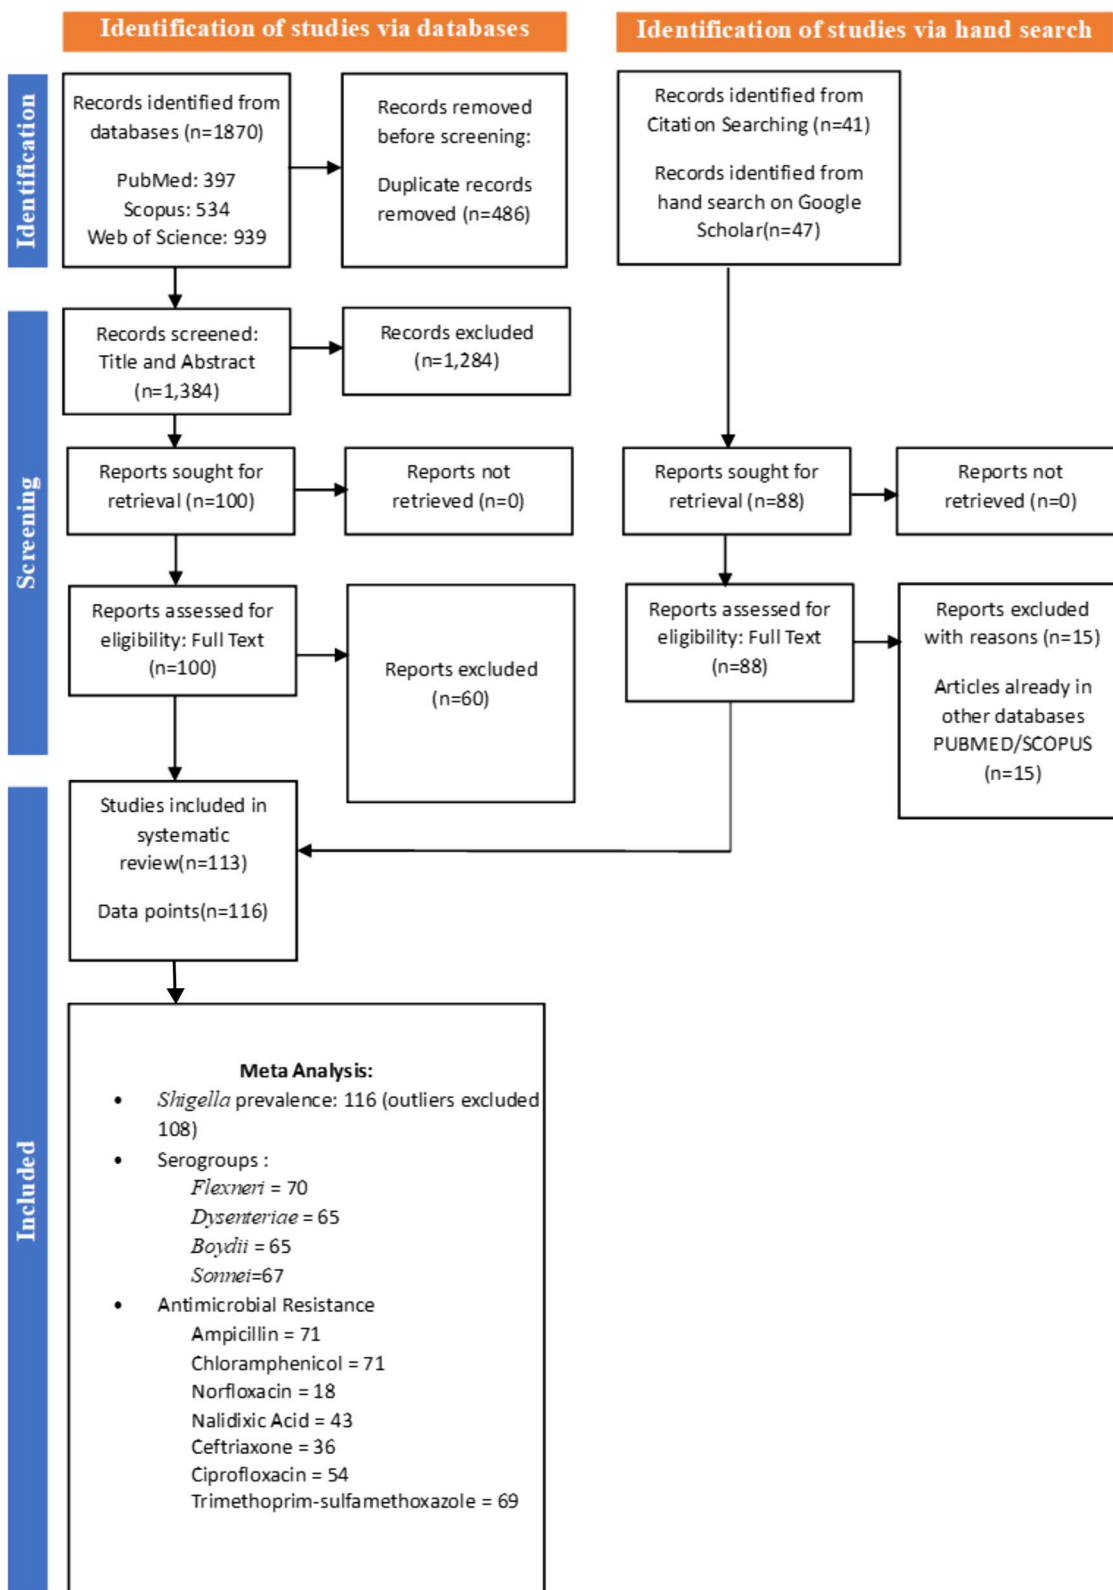 Identification of studies via databases
Identification of studies via hand search
Identification
Records identified from
databases (n=1870)
PubMed: 397
Scopus: 534
Web of Science: 939
Records removed
before screening:
Duplicate records
removed (n=486)
Records identified from
Citation Searching (n=41)
Records identified from
hand search on Google
Scholar(n=47)
Screening
Records screened:
Title and Abstract
(n=1,384)
Records excluded
(n=1,284)
Reports sought for
retrieval (n=100)
Reports not
retrieved (n=0)
Reports sought for
retrieval (n=88)
Reports not
retrieved (n=0)
Reports assessed for
eligibility: Full Text
(n=100)
Reports excluded
(n=60)
Reports assessed for
eligibility: Full Text
(n=88)
Reports excluded
with reasons (n=15)
Articles already in
other databases
PUBMED/SCOPUS
(n=15)
Included
Studies included in
systematic
review(n=113)
Data points(n=116)
Meta Analysis:
• Shigella prevalence: 116 (outliers excluded
108)
• Serogroups :
Flexneri = 70
Dysenteriae = 65
Boydii = 65
Sonnei=67
• Antimicrobial Resistance
Ampicillin = 71
Chloramphenicol = 71
Norfloxacin = 18
Nalidixic Acid = 43
Ceftriaxone = 36
Ciprofloxacin = 54
Trimethoprim-sulfamethoxazole = 69